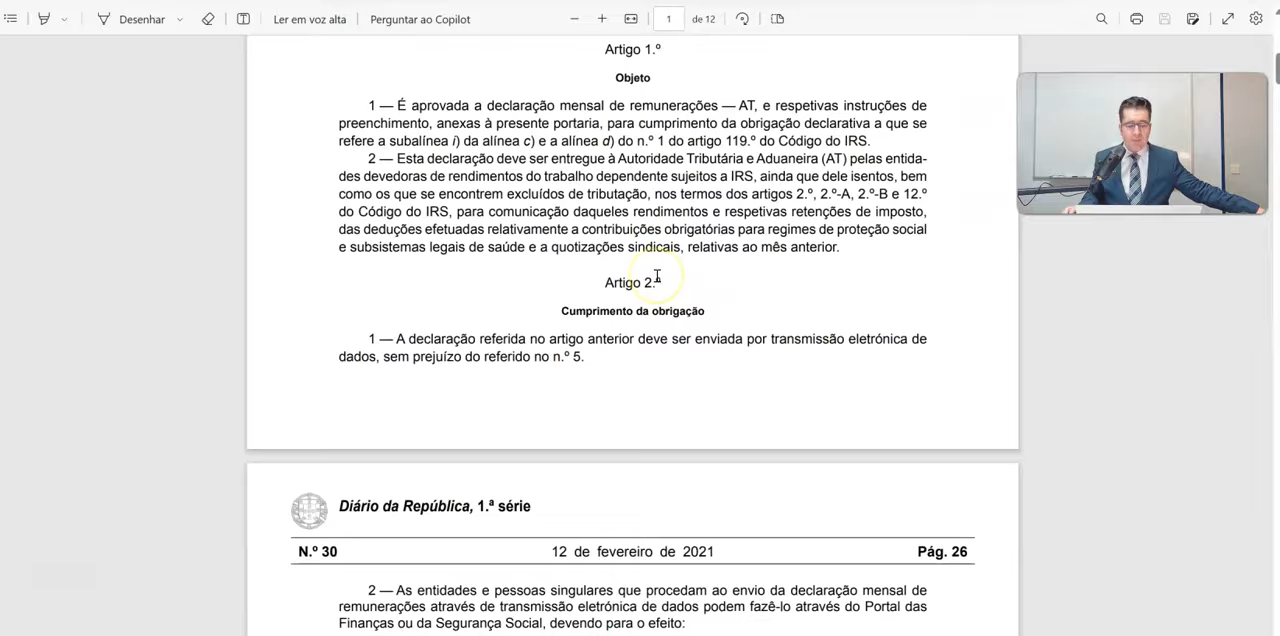 Desenhar
Ler em voz alta
Perguntar ao Copilot
1 de 12
Artigo 1.º
Objeto
1 — É aprovada a declaração mensal de remunerações — AT, e respetivas instruções de
preenchimento, anexas à presente portaria, para cumprimento da obrigação declarativa a que se
refere a subalínea i) da alínea c) e a alínea d) do n.º 1 do artigo 119.º do Código do IRS.
2 — Esta declaração deve ser entregue à Autoridade Tributária e Aduaneira (AT) pelas entida-
des devedoras de rendimentos do trabalho dependente sujeitos a IRS, ainda que dele isentos, bem
como os que se encontrem excluídos de tributação, nos termos dos artigos 2.º, 2.º-A, 2.º-B e 12.º
do Código do IRS, para comunicação daqueles rendimentos e respetivas retenções de imposto,
das deduções efetuadas relativamente a contribuições obrigatórias para regimes de proteção social
e subsistemas legais de saúde e a quotizações sindicais, relativas ao mês anterior.
Artigo 2.º
Cumprimento da obrigação
1 — A declaração referida no artigo anterior deve ser enviada por transmissão eletrónica de
dados, sem prejuízo do referido no n.º 5.
Diário da República, 1.ª série
N.º 30
12 de fevereiro de 2021
Pág. 26
2 — As entidades e pessoas singulares que procedam ao envio da declaração mensal de
remunerações através de transmissão eletrónica de dados podem fazê-lo através do Portal das
Finanças ou da Segurança Social, devendo para o efeito: